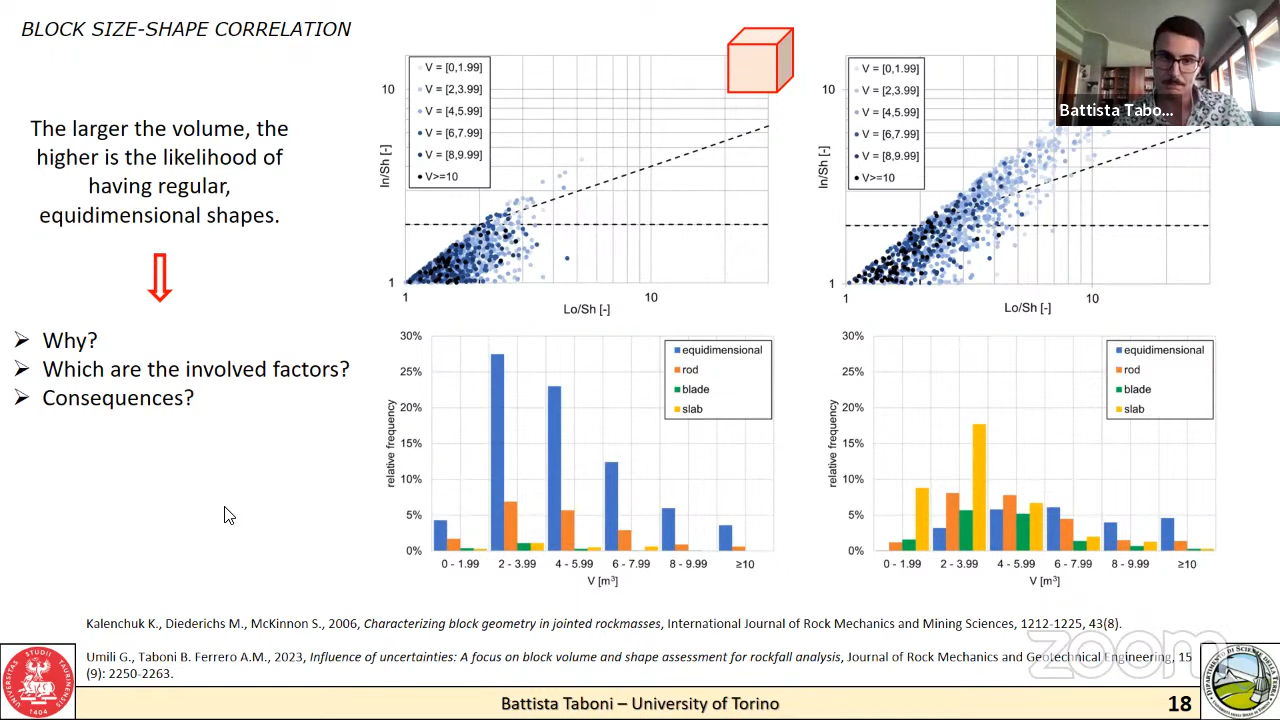 BLOCK SIZE-SHAPE CORRELATION
The larger the volume, the
higher is the likelihood of
having regular,
equidimensional shapes.
Why?
Which are the involved factors?
Consequences?
V = [0,1.99]
V = [2,3.99]
V = [4,5.99]
V = [6,7.99]
V = [8,9.99]
V>=10
10
1
In/Sh [-]
1
10
Lo/Sh [-]
V = [0,1.99]
V = [2,3.99]
V = [4,5.99]
V = [6,7.99]
V = [8,9.99]
V>=10
10
1
In/Sh [-]
1
10
Lo/Sh [-]
Battista Tabo...
30%
25%
20%
15%
10%
5%
0%
relative frequency
equidimensional
rod
blade
slab
0 - 1.99
2 - 3.99
4 - 5.99
6 - 7.99
8 - 9.99
≥10
V [m³]
30%
25%
20%
15%
10%
5%
0%
relative frequency
equidimensional
rod
blade
slab
0 - 1.99
2 - 3.99
4 - 5.99
6 - 7.99
8 - 9.99
≥10
V [m³]
Kalenchuk K., Diederichs M., McKinnon S., 2006, Characterizing block geometry in jointed rockmasses, International Journal of Rock Mechanics and Mining Sciences, 1212-1225, 43(8).
zoom
Umili G., Taboni B. Ferrero A.M., 2023, Influence of uncertainties: A focus on block volume and shape assessment for rockfall analysis, Journal of Rock Mechanics and Geotechnical Engineering, 15
(9): 2250-2263.
Battista Taboni – University of Torino
18
1404